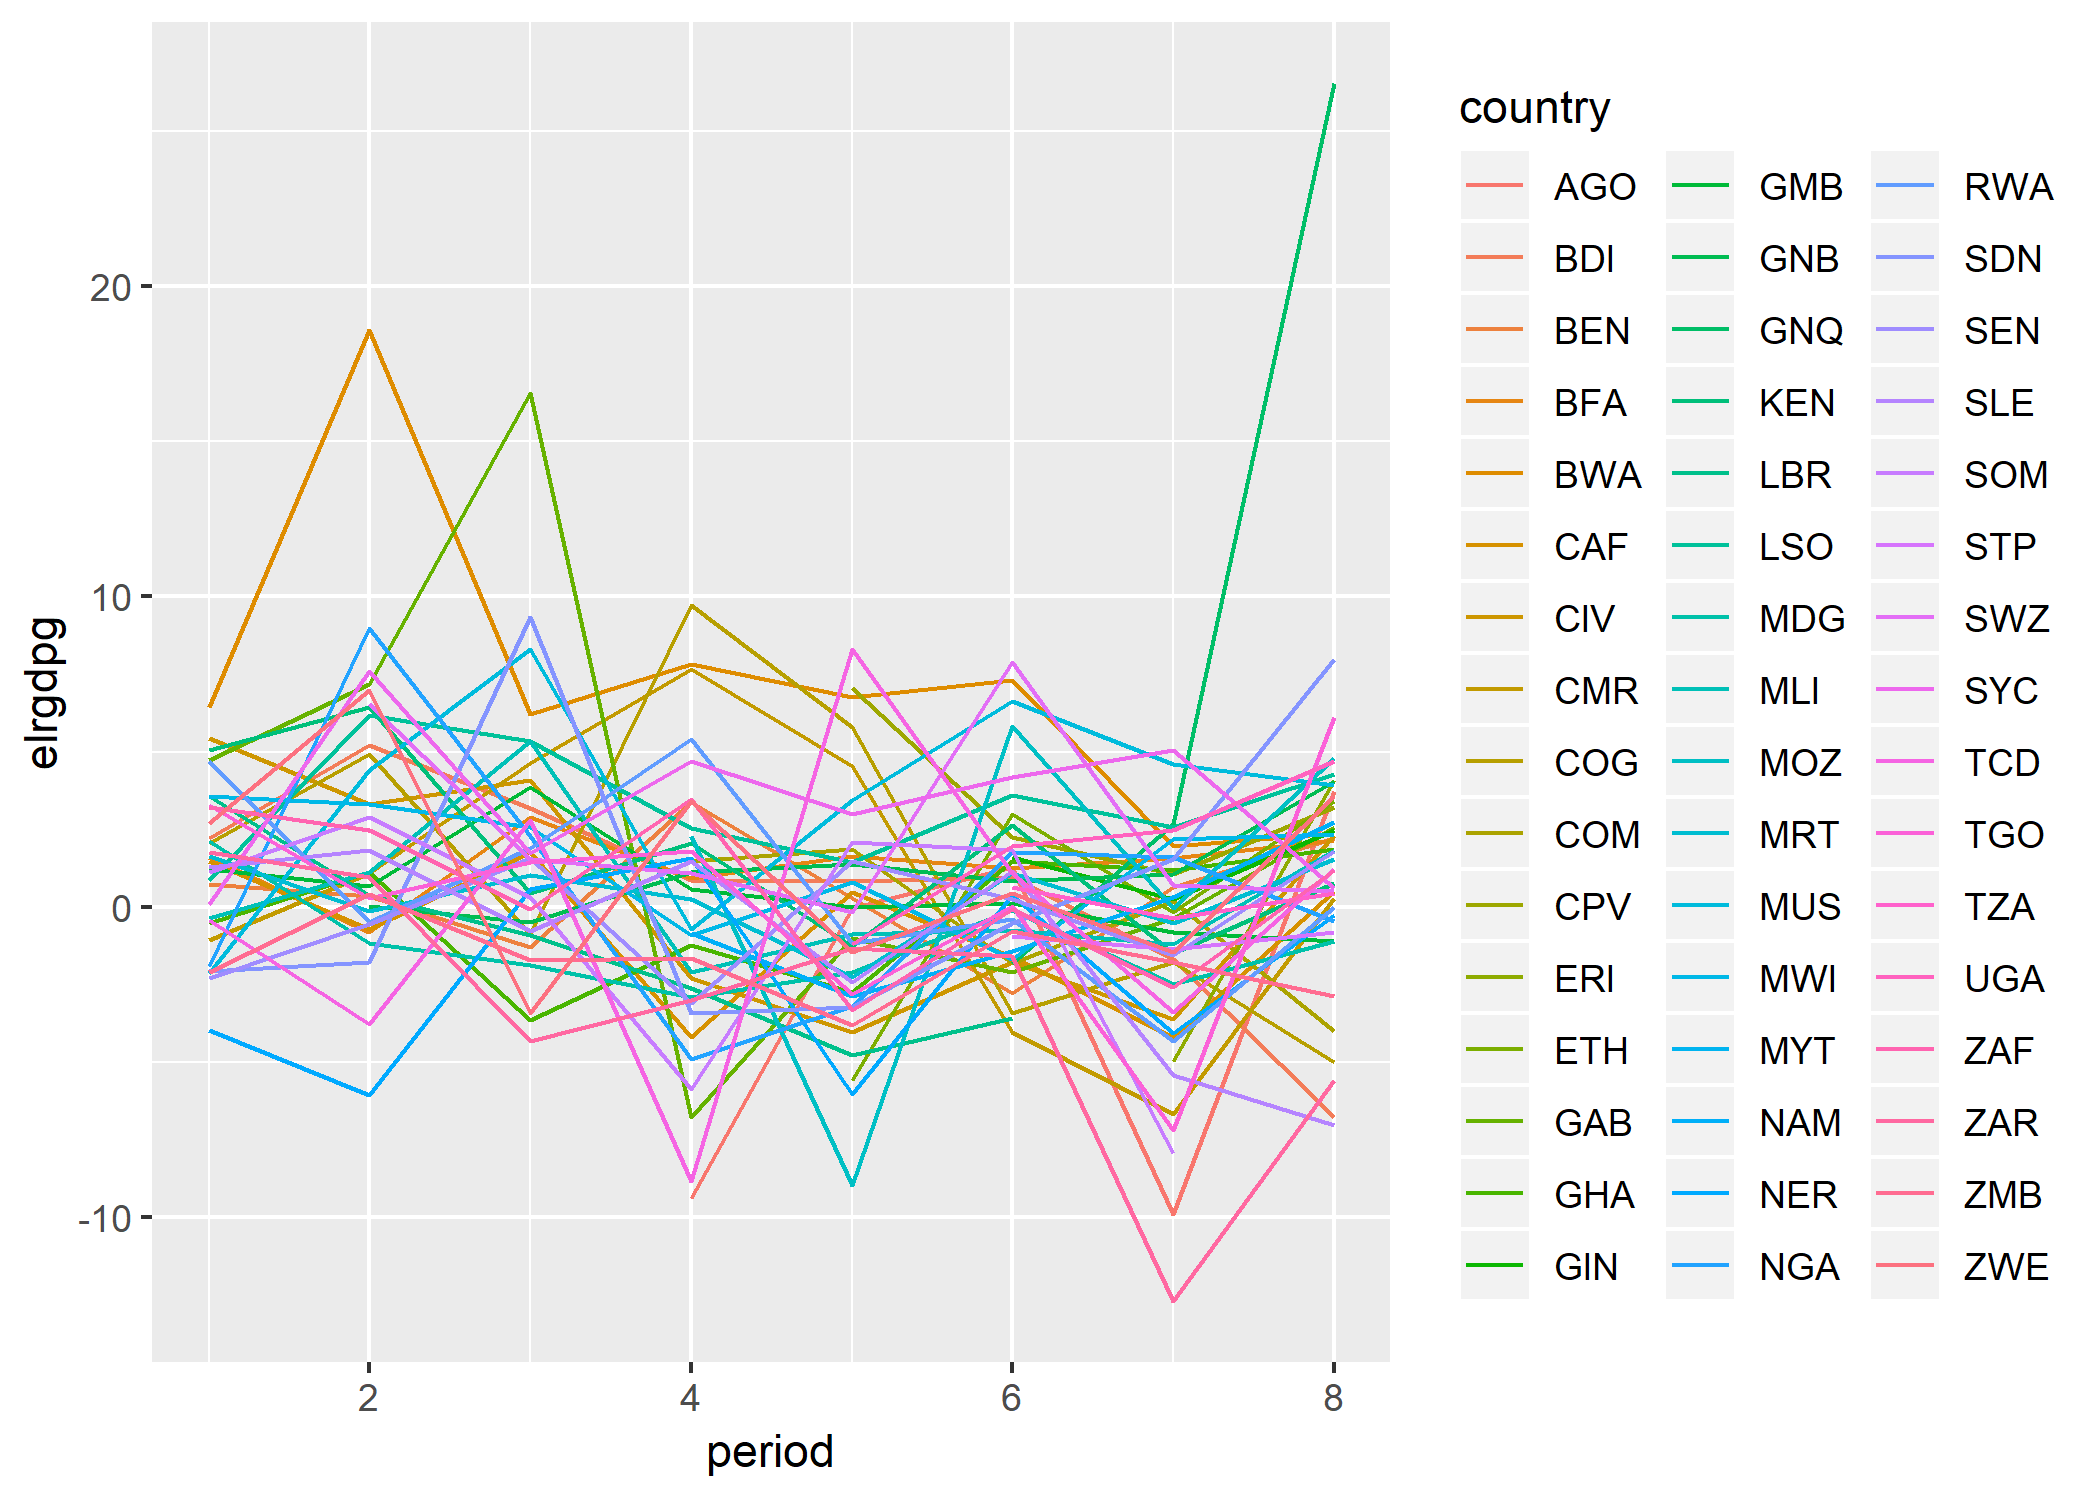 elrgdpg
20
10
0
-10
2
4
6
8
period
country
AGO
BDI
BEN
BFA
BWA
CAF
CIV
CMR
COG
COM
CPV
ERI
ETH
GAB
GHA
GIN
GMB
GNB
GNQ
KEN
LBR
LSO
MDG
MLI
MOZ
MRT
MUS
MWI
MYT
NAM
NER
NGA
RWA
SDN
SEN
SLE
SOM
STP
SWZ
SYC
TCD
TGO
TZA
UGA
ZAF
ZAR
ZMB
ZWE